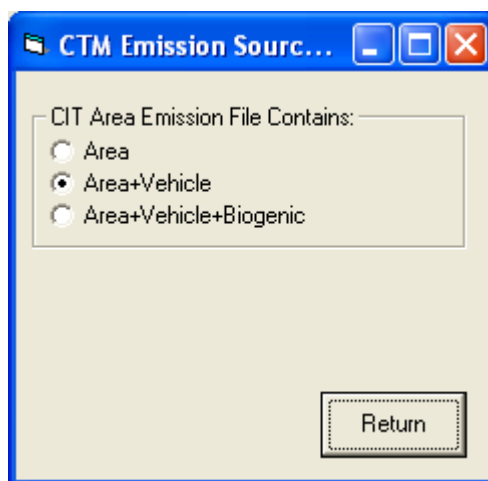 CTM Emission Sourc...
CIT Area Emission File Contains:
Area
Area+Vehicle
Area+Vehicle+Biogenic
Return